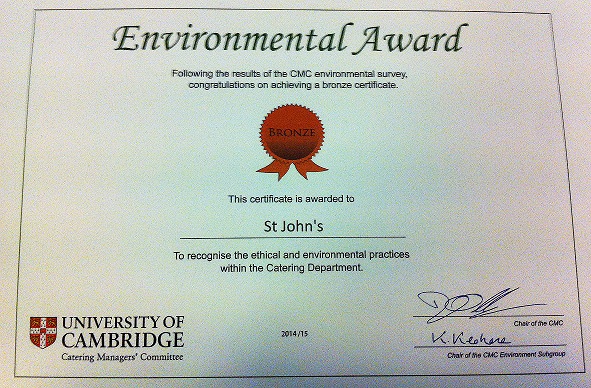 Environmental Award
Following the results of the CMC environmental survey,
congratulations on achieving a bronze certificate.
BRONZE
This certificate is awarded to
St John's
To recognise the ethical and environmental practices
within the Catering Department.
UNIVERSITY OF
CAMBRIDGE
Catering Managers' Committee
2014/15
Chair of the CMC
Chair of the CMC Environment Subgroup